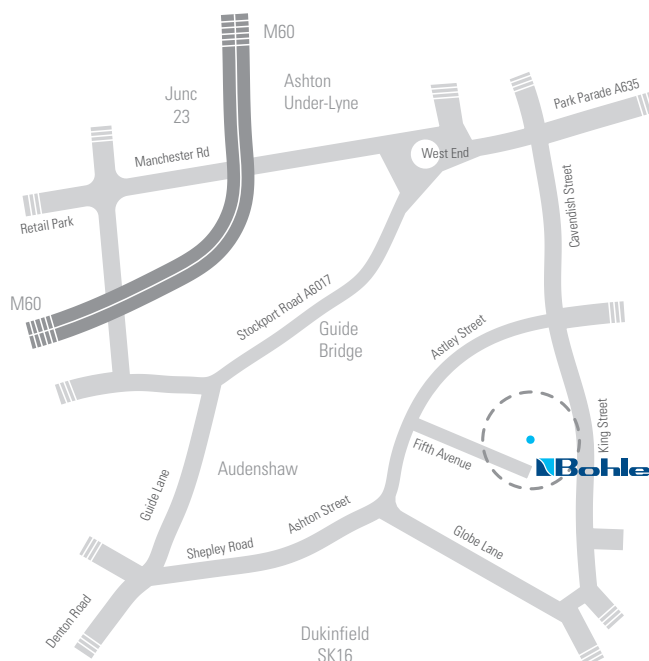 M60
Junc
23
Ashton
Under-Lyne
Park Parade A635
Manchester Rd
West End
Retail Park
Cavendish Street
M60
Stockport Road A6017
Guide
Bridge
Astley Street
King Street
Fifth Avenue
Bohle
Audenshaw
Guide Lane
Ashton Street
Globe Lane
Shepley Road
Denton Road
Dukinfield
SK16